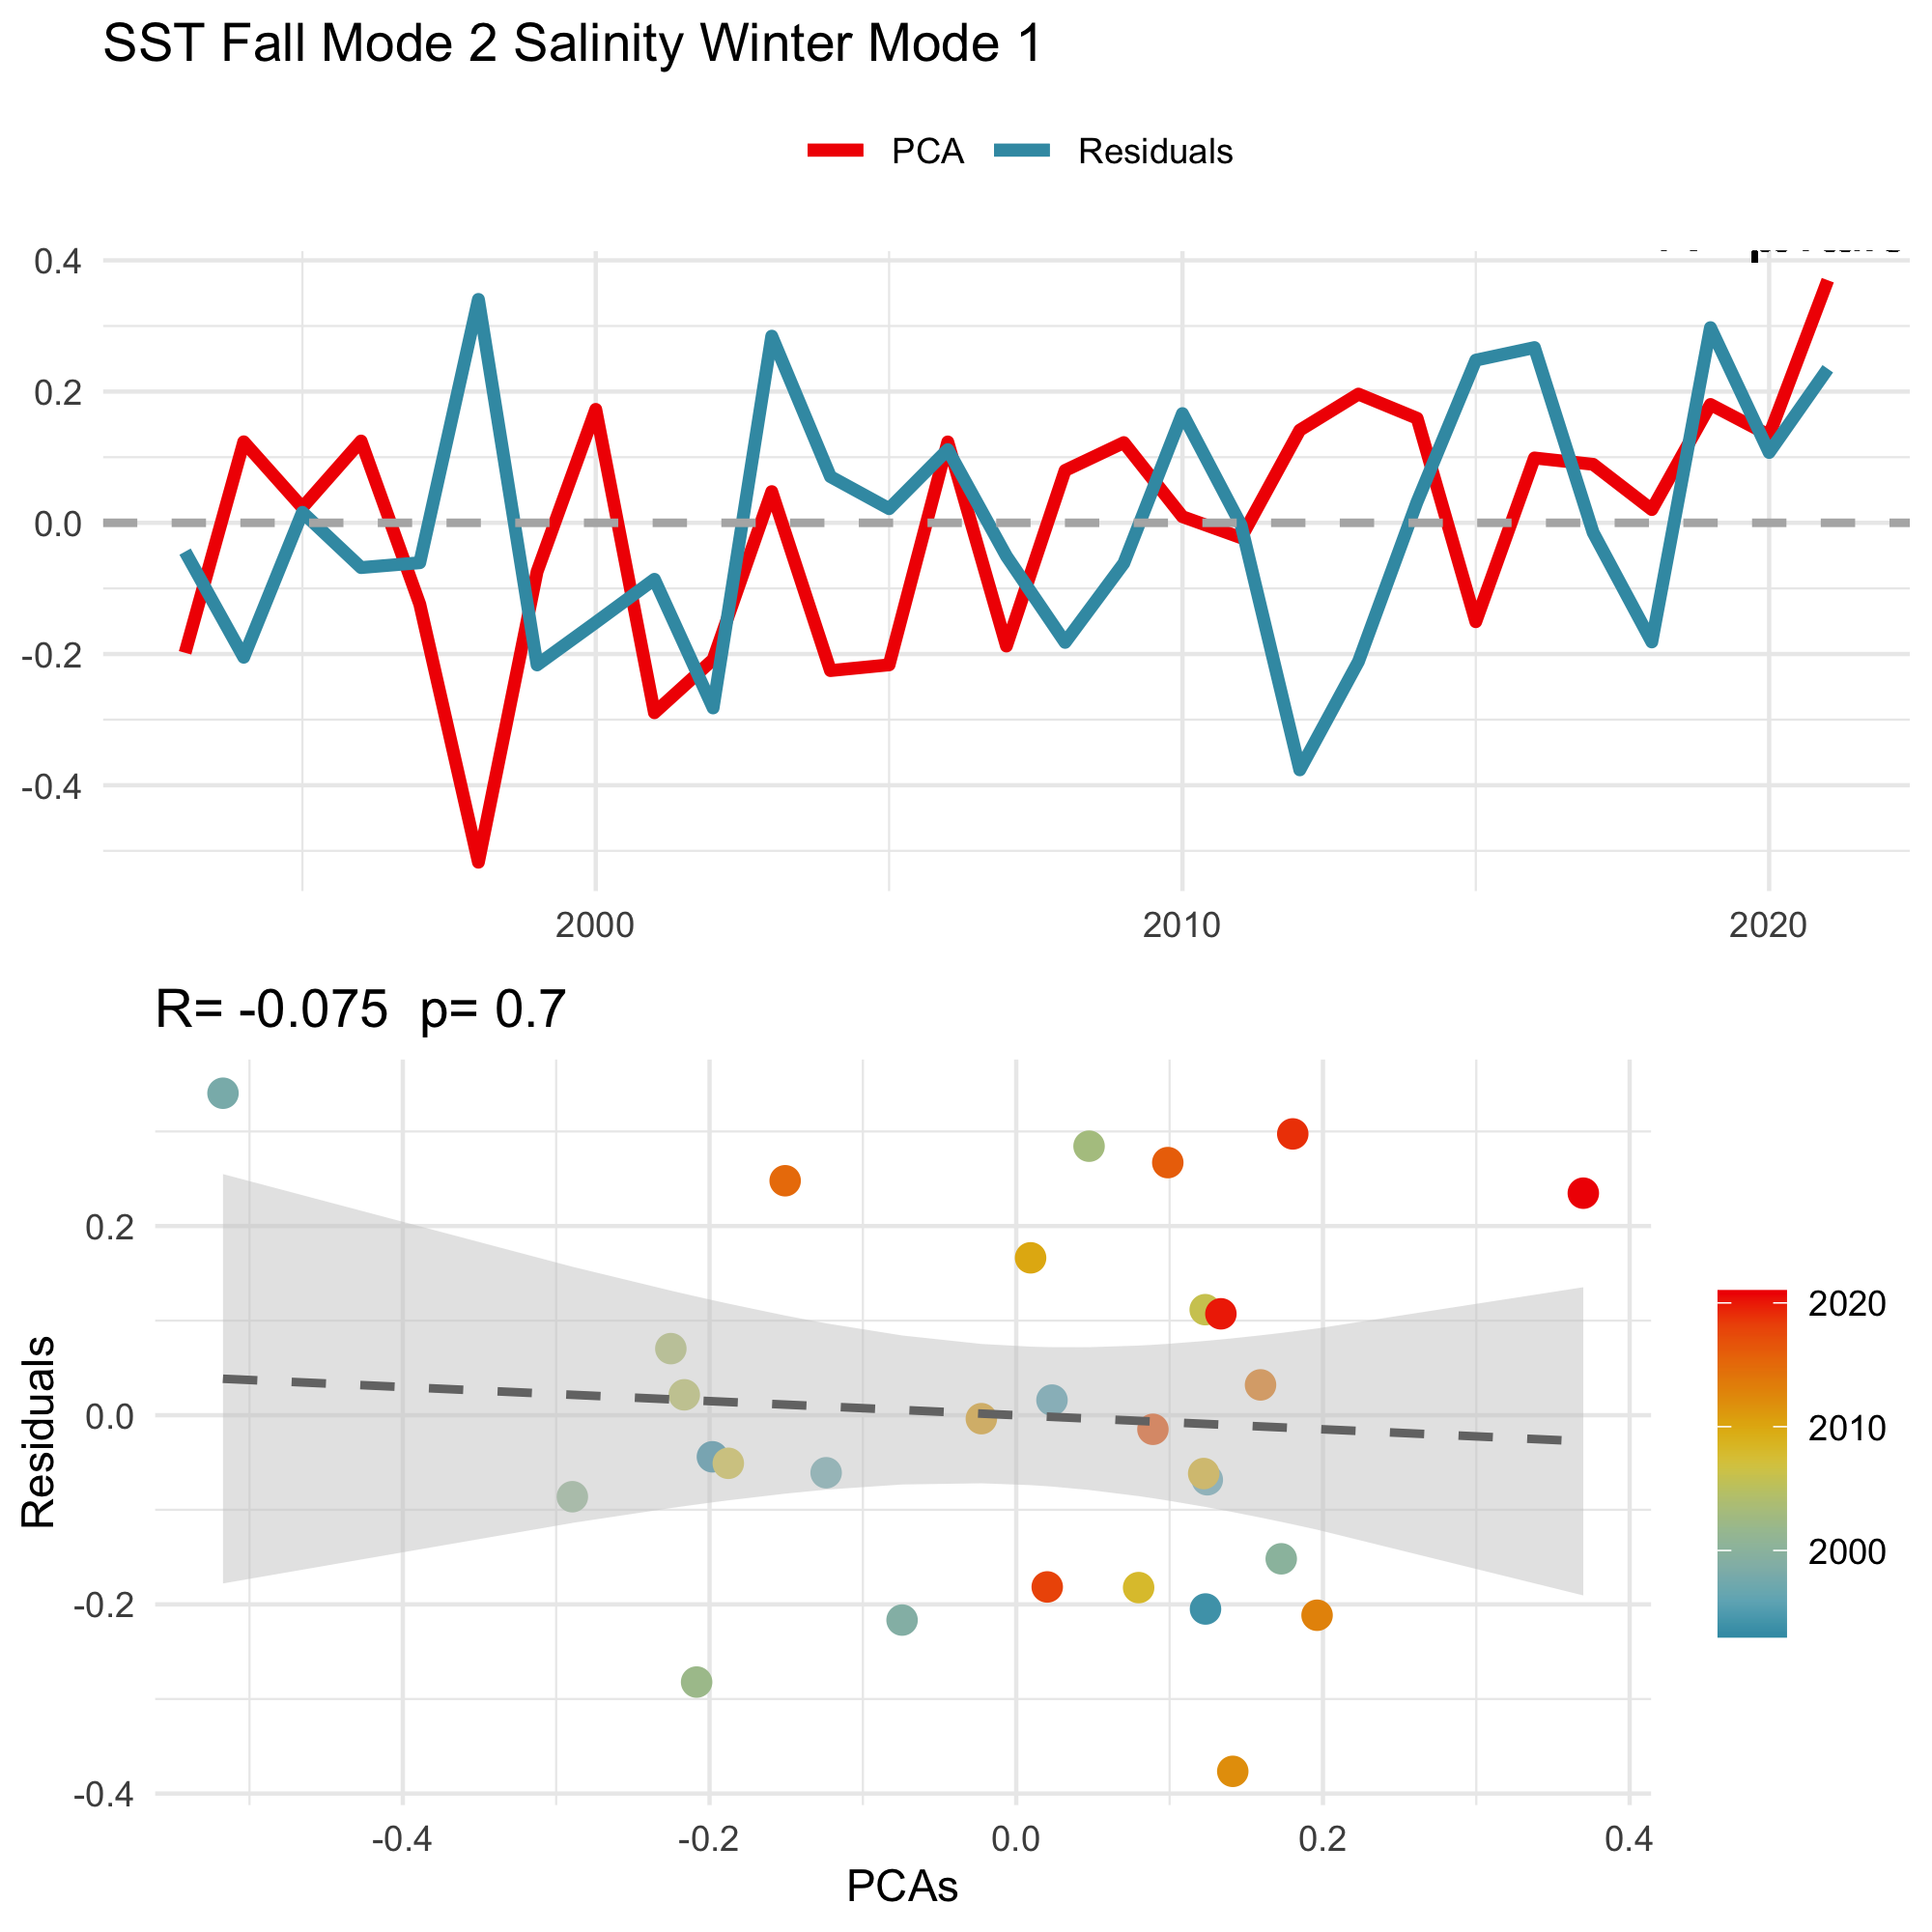 SST Fall Mode 2 Salinity Winter Mode 1
PCA Residuals
0.4
0.2
0.0
-0.2
-0.4
2000 2010 2020
R= -0.075 p= 0.7
Residuals
0.2
0.0
-0.2
-0.4
-0.4 -0.2 0.0 0.2 0.4
PCAs
2020
2010
2000